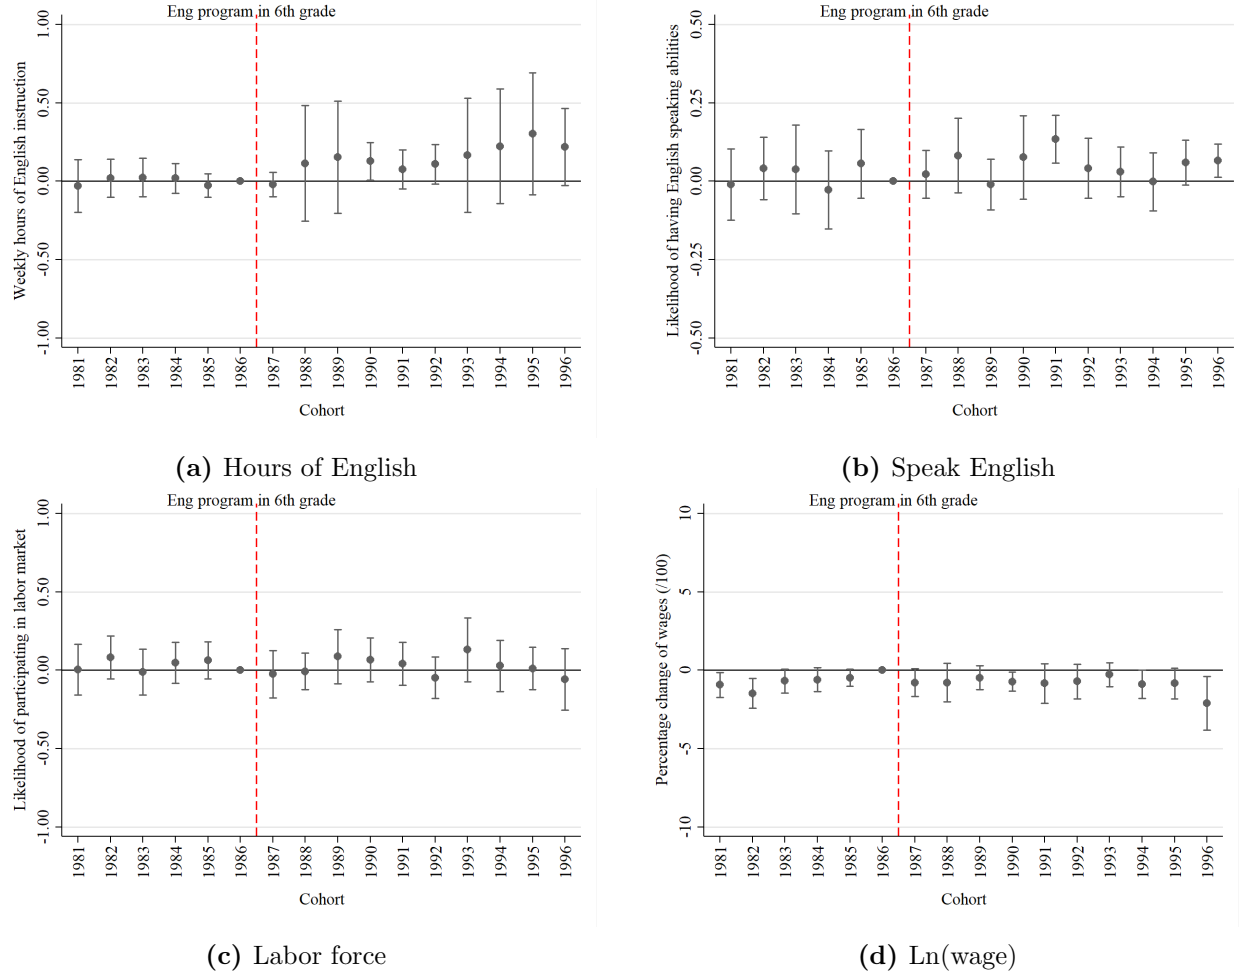 Eng program in 6th grade
Weekly hours of English instruction
1.00
0.50
0.00
-0.50
-1.00
1981 1982 1983 1984 1985 1986 1987 1988 1989 1990 1991 1992 1993 1994 1995 1996
Cohort
(a) Hours of English
Eng program in 6th grade
Likelihood of having English speaking abilities
0.50
0.25
0.00
-0.25
-0.50
1981 1982 1983 1984 1985 1986 1987 1988 1989 1990 1991 1992 1993 1994 1995 1996
Cohort
(b) Speak English
Eng program in 6th grade
Likelihood of participating in labor market
1.00
0.50
0.00
-0.50
-1.00
1981 1982 1983 1984 1985 1986 1987 1988 1989 1990 1991 1992 1993 1994 1995 1996
Cohort
(c) Labor force
Eng program in 6th grade
Percentage change of wages (/100)
10
5
0
-5
-10
1981 1982 1983 1984 1985 1986 1987 1988 1989 1990 1991 1992 1993 1994 1995 1996
Cohort
(d) Ln(wage)